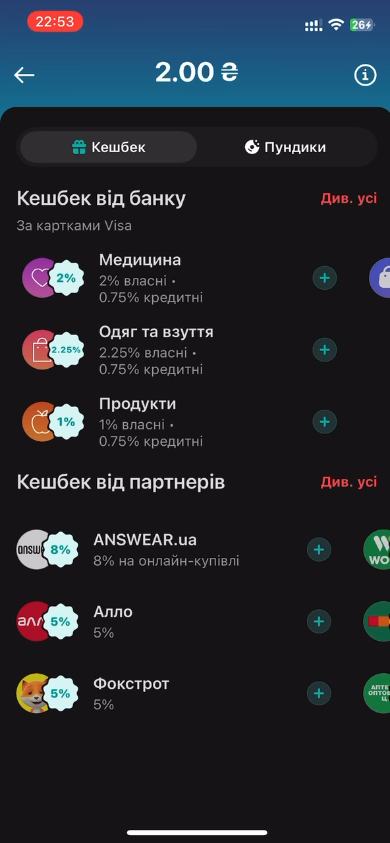 22:53
26
2.00 ₴
Кешбек
Пундики
Кешбек від банку
Див. усі
За картками Visa
2%
Медицина
2% власні •
0.75% кредитні
2.25%
Одяг та взуття
2.25% власні •
0.75% кредитні
1%
Продукти
1% власні •
0.75% кредитні
Кешбек від партнерів
Див. усі
answ
8%
ANSWEAR.ua
8% на онлайн-купівлі
5%
Алло
5%
5%
Фокстрот
5%